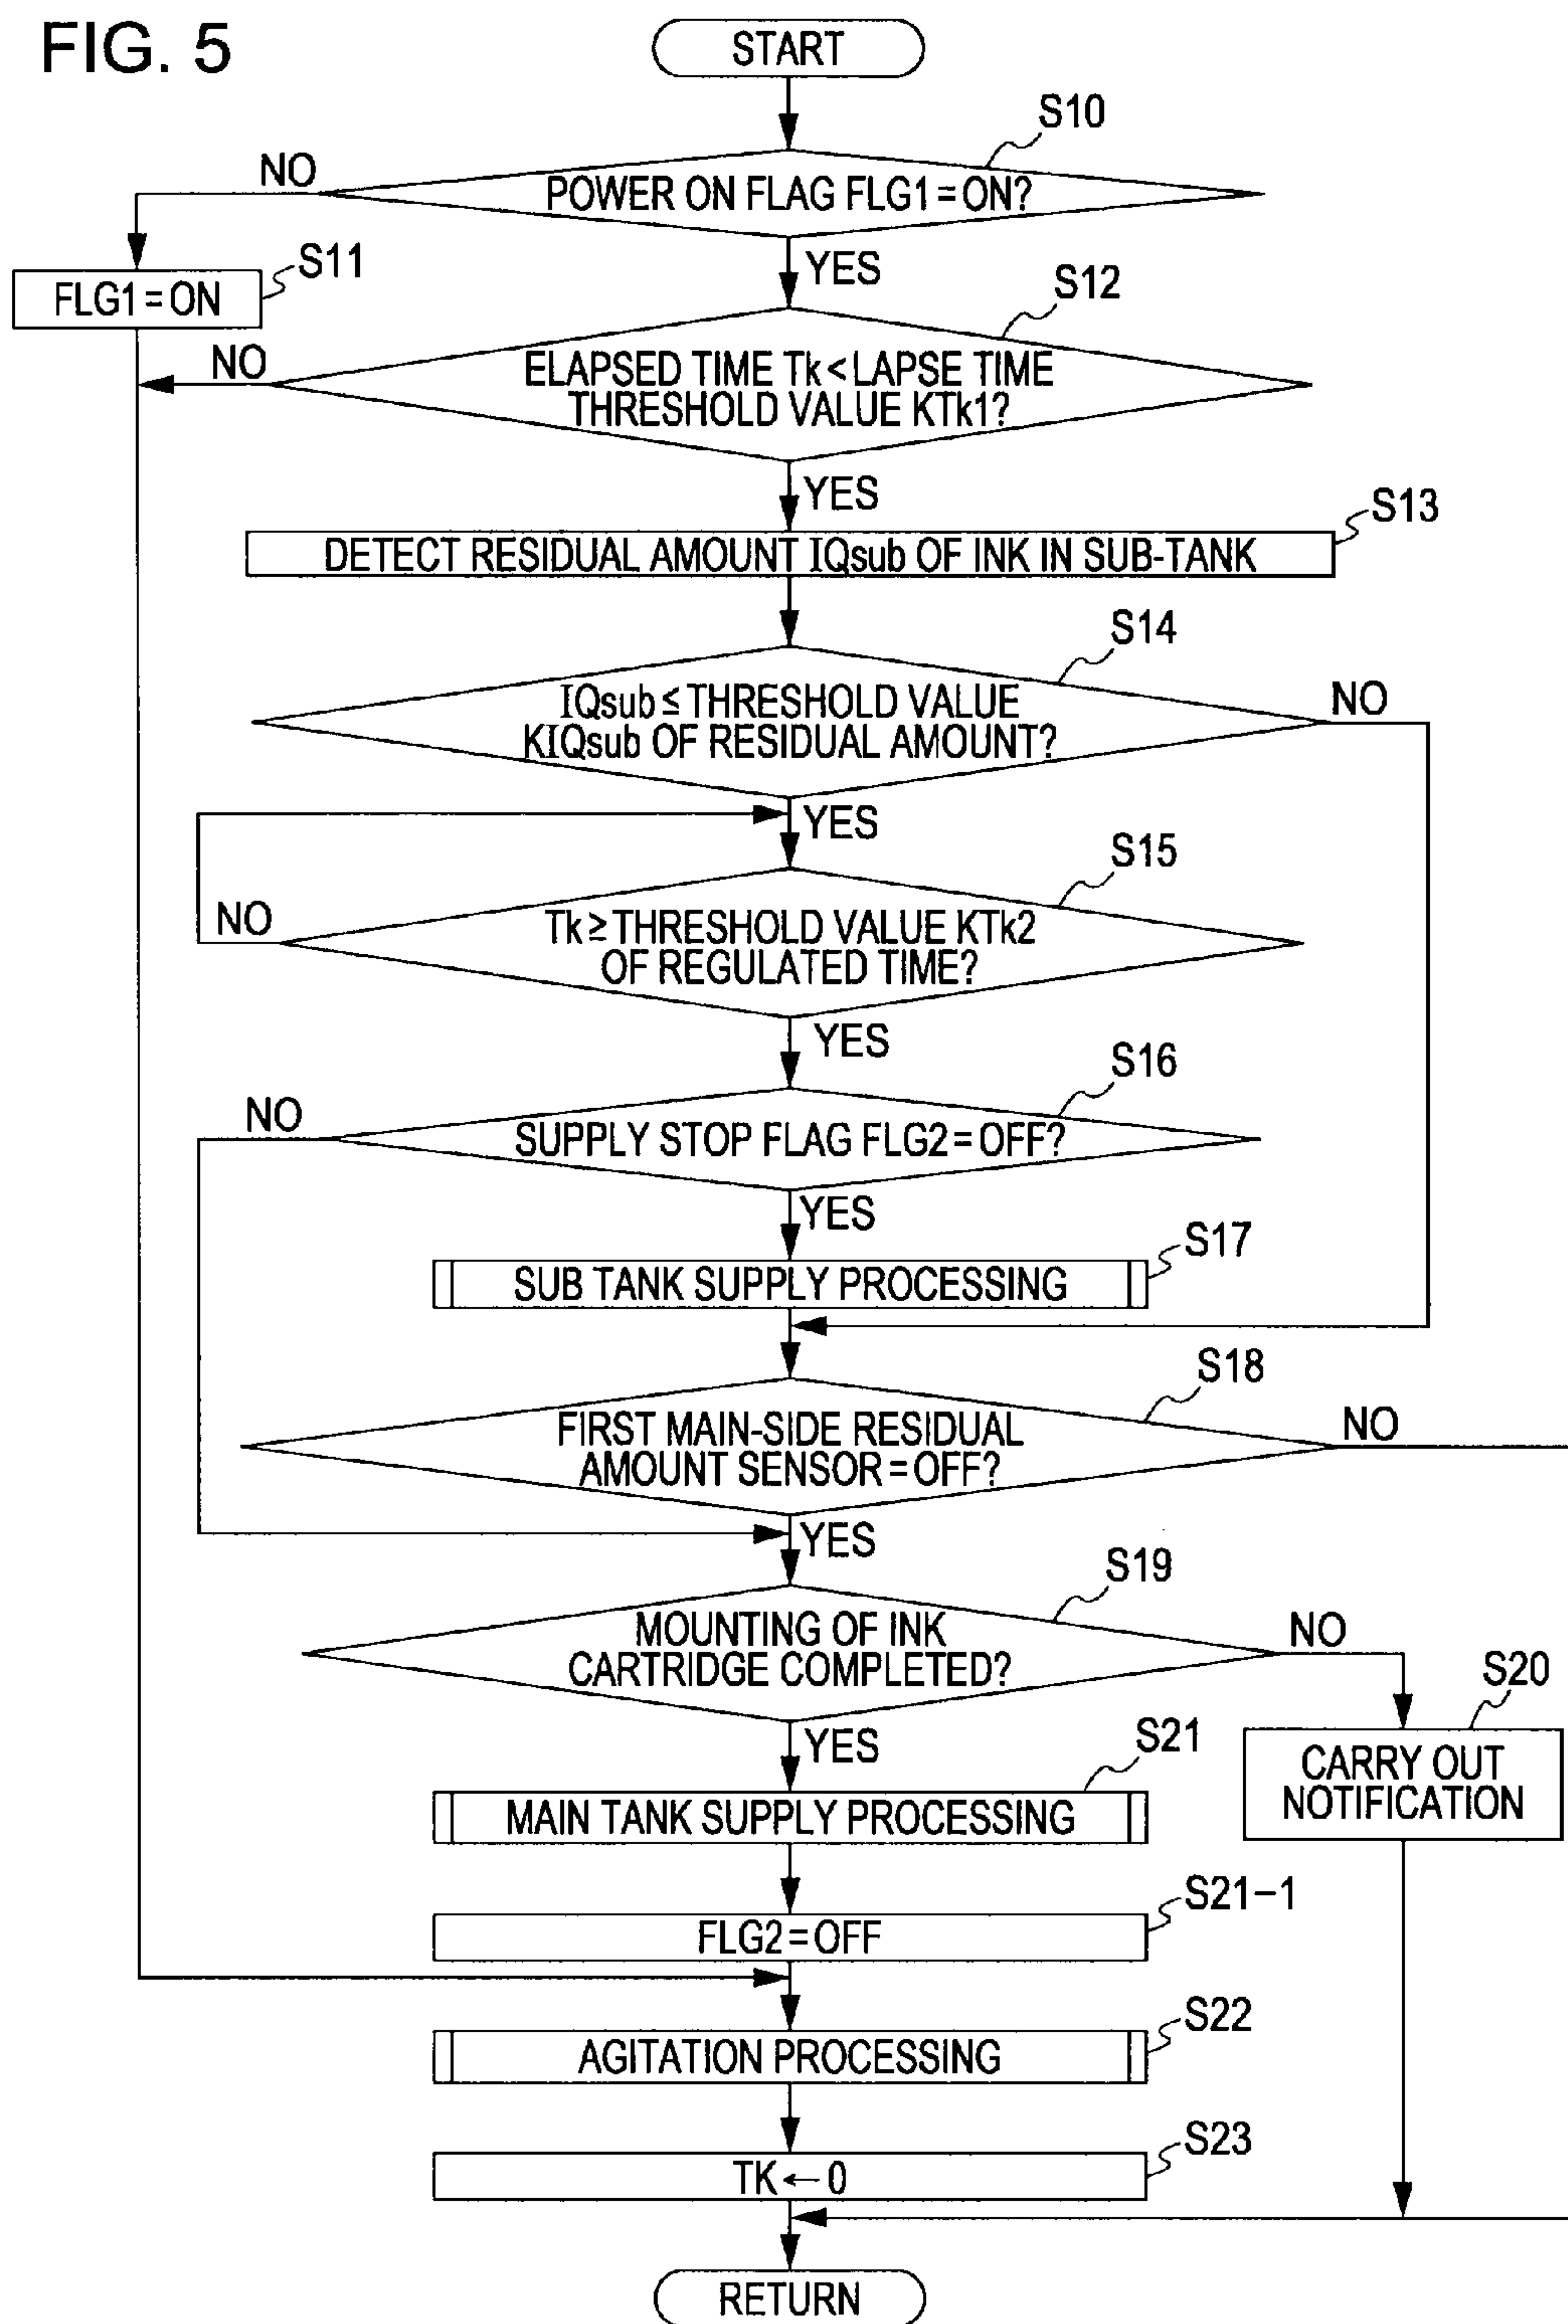 FIG. 5
START
S10
NO
POWER ON FLAG FLG1=ON?
YES
S11
FLG1=ON
S12
NO
ELAPSED TIME Tk<LAPSE TIME
THRESHOLD VALUE KTk1?
YES
S13
DETECT RESIDUAL AMOUNT IQsub OF INK IN SUB-TANK
S14
IQsub≤THRESHOLD VALUE
KIQsub OF RESIDUAL AMOUNT?
NO
YES
S15
NO
Tk≥THRESHOLD VALUE KTk2
OF REGULATED TIME?
YES
S16
NO
SUPPLY STOP FLAG FLG2=OFF?
YES
S17
SUB TANK SUPPLY PROCESSING
S18
FIRST MAIN-SIDE RESIDUAL
AMOUNT SENSOR=OFF?
NO
YES
S19
MOUNTING OF INK
CARTRIDGE COMPLETED?
NO
S20
YES
S21
CARRY OUT
NOTIFICATION
MAIN TANK SUPPLY PROCESSING
S21-1
FLG2=OFF
S22
AGITATION PROCESSING
S23
TK←0
RETURN